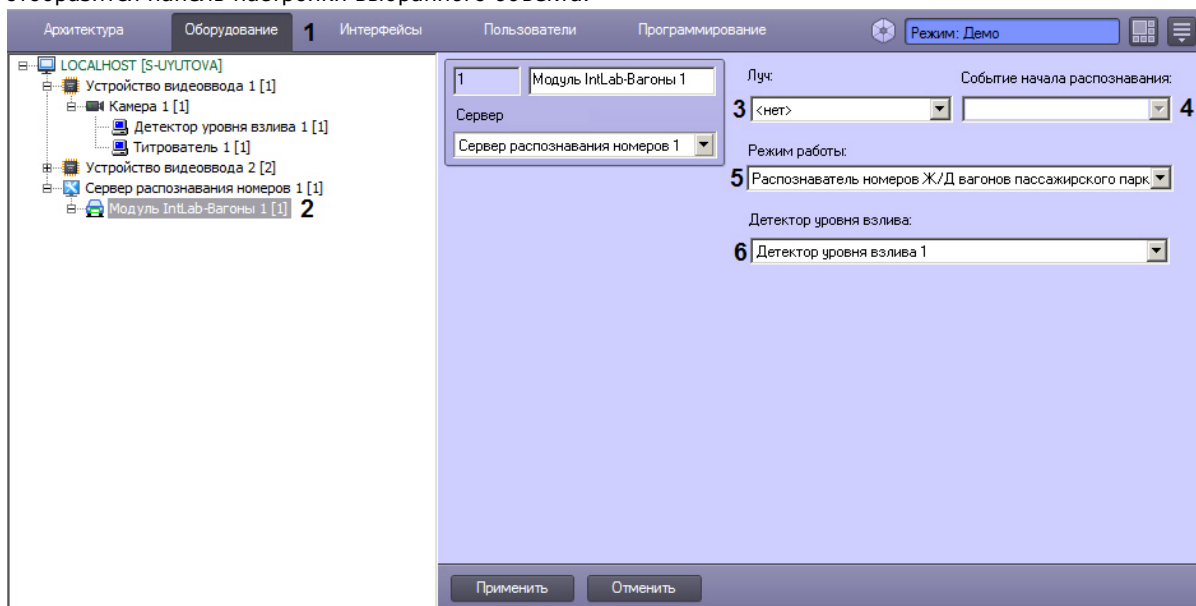 отобразится панель настройки выбранного объекта.
Архитектура Оборудование 1 Интерфейсы Пользователи Программирование Режим: Демо
LOCALHOST [S-UYUTOVA]
Устройство видеоввода 1 [1]
Камера 1 [1]
Детектор уровня взлива 1 [1]
Титрователь 1 [1]
Устройство видеоввода 2 [2]
Сервер распознавания номеров 1 [1]
Модуль IntLab-Вагоны 1 [1] 2
1 Модуль IntLab-Вагоны 1
Сервер
Сервер распознавания номеров 1
Луч: Событие начала распознавания:
3 <нет> 4
Режим работы:
5 Распознаватель номеров Ж/Д вагонов пассажирского парк
Детектор уровня взлива:
6 Детектор уровня взлива 1
Применить Отменить